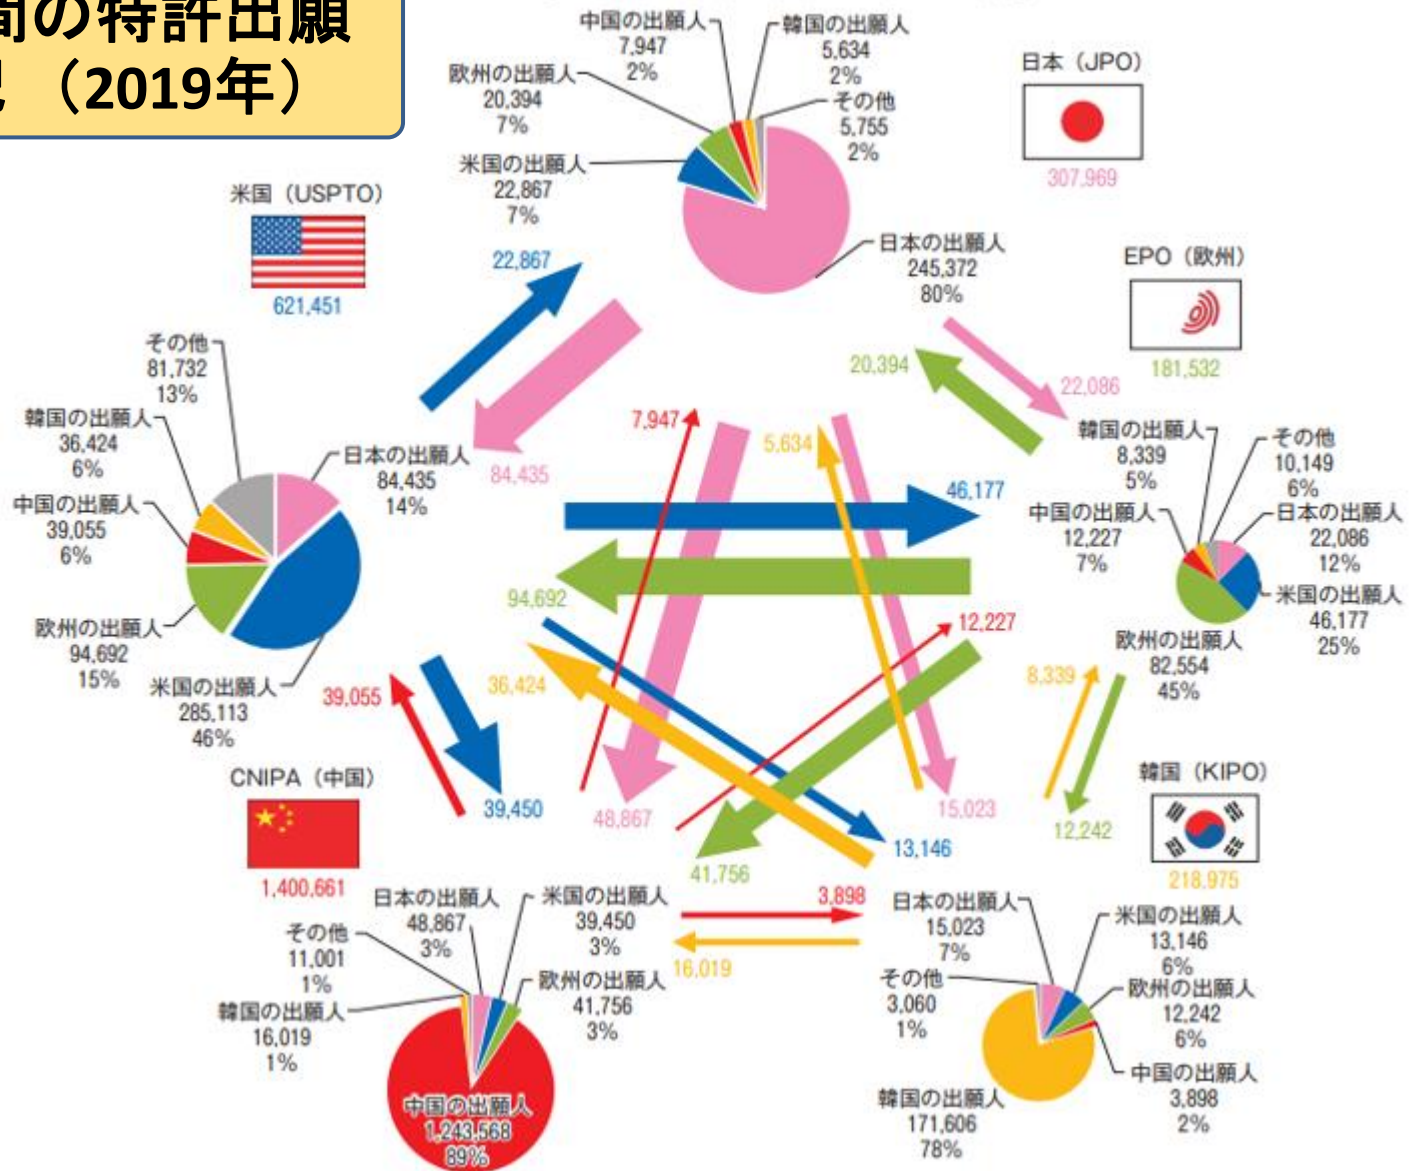 間の特許出願
（2019年）
中国の出願人
7,947
2%
韓国の出願人
5,634
2%
欧州の出願人
20,394
7%
その他
5,755
2%
米国の出願人
22,867
7%
日本の出願人
245,372
80%
日本（JPO）
307,969
米国（USPTO）
621,451
22,867
84,435
EPO（欧州）
181,532
20,394
22,086
その他
81,732
13%
韓国の出願人
36,424
6%
中国の出願人
39,055
6%
日本の出願人
84,435
14%
欧州の出願人
94,692
15%
米国の出願人
285,113
46%
7,947
5,634
46,177
94,692
12,227
36,424
39,055
39,450
48,867
15,023
13,146
41,756
韓国の出願人
8,339
5%
その他
10,149
6%
中国の出願人
12,227
7%
日本の出願人
22,086
12%
米国の出願人
46,177
25%
欧州の出願人
82,554
45%
8,339
12,242
CNIPA（中国）
1,400,661
韓国（KIPO）
218,975
日本の出願人
48,867
3%
米国の出願人
39,450
3%
その他
11,001
1%
欧州の出願人
41,756
3%
韓国の出願人
16,019
1%
中国の出願人
1,243,568
89%
3,898
16,019
日本の出願人
15,023
7%
米国の出願人
13,146
6%
その他
3,060
1%
欧州の出願人
12,242
6%
中国の出願人
3,898
2%
韓国の出願人
171,606
78%